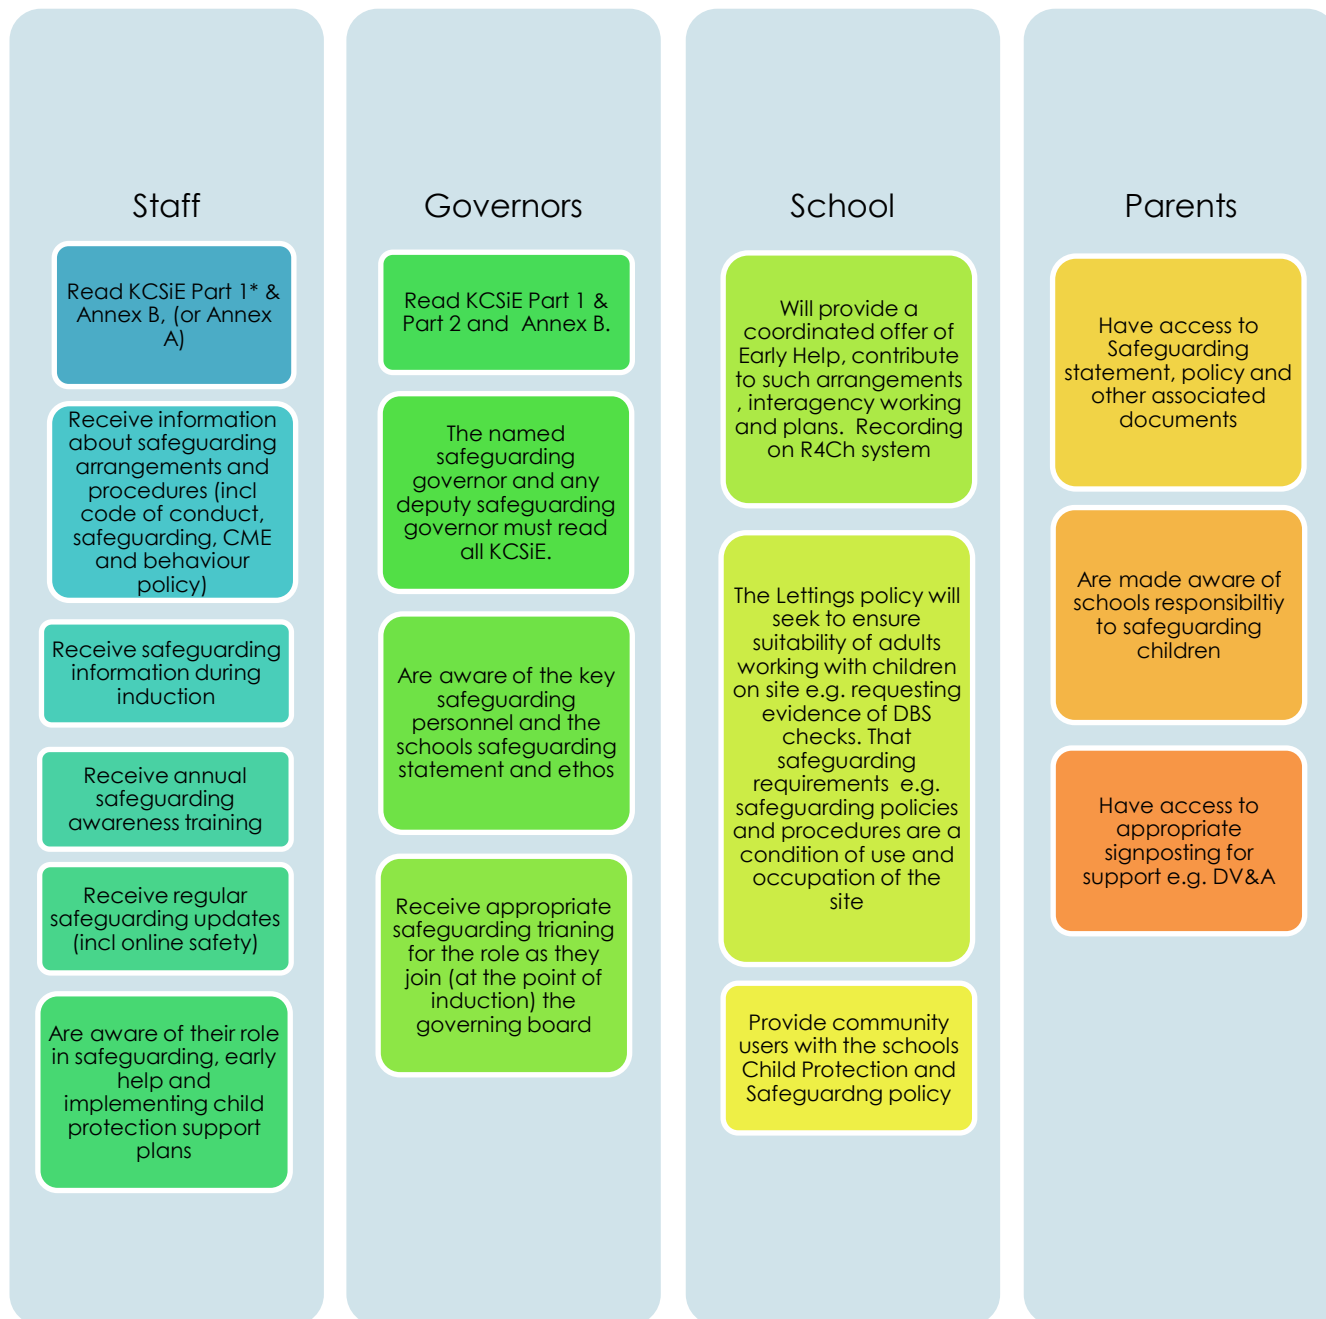 Staff
Read KCSiE Part 1* &
Annex B, (or Annex
A)
Receive information
about safeguarding
arrangements and
procedures (incl
code of conduct,
safeguarding, CME
and behaviour
policy)
Receive safeguarding
information during
induction
Receive annual
safeguarding
awareness training
Receive regular
safeguarding updates
(incl online safety)
Are aware of their role
in safeguarding, early
help and
implementing child
protection support
plans
Governors
Read KCSiE Part 1 &
Part 2 and Annex B.
The named
safeguarding
governor and any
deputy safeguarding
governor must read
all KCSiE.
Are aware of the key
safeguarding
personnel and the
schools safeguarding
statement and ethos
Receive appropriate
safeguarding trianing
for the role as they
join (at the point of
induction) the
governing board
School
Will provide a
coordinated offer of
Early Help, contribute
to such arrangements
, interagency working
and plans. Recording
on R4Ch system
The Lettings policy will
seek to ensure
suitability of adults
working with children
on site e.g. requesting
evidence of DBS
checks. That
safeguarding
requirements e.g.
safeguarding policies
and procedures are a
condition of use and
occupation of the
site
Provide community
users with the schools
Child Protection and
Safeguardng policy
Parents
Have access to
Safeguarding
statement, policy and
other associated
documents
Are made aware of
schools responsibiltiy
to safeguarding
children
Have access to
appropriate
signposting for
support e.g. DV&A